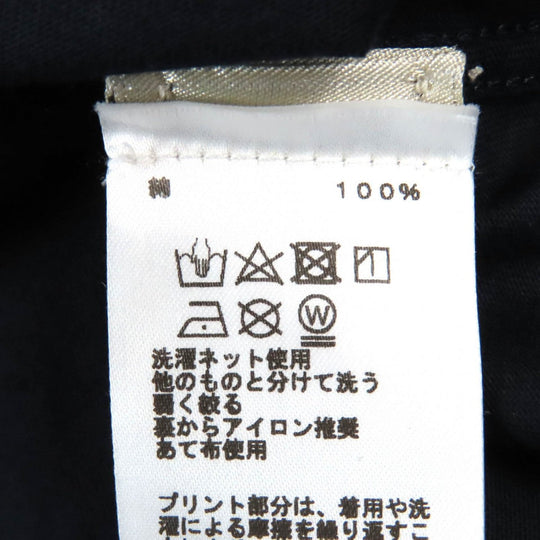 綿 100%
W
洗濯ネット使用
他のものと分けて洗う
弱く絞る
裏からアイロン推奨
あて布使用
プリント部分は、着用や洗
濯による摩擦を繰り返すこ